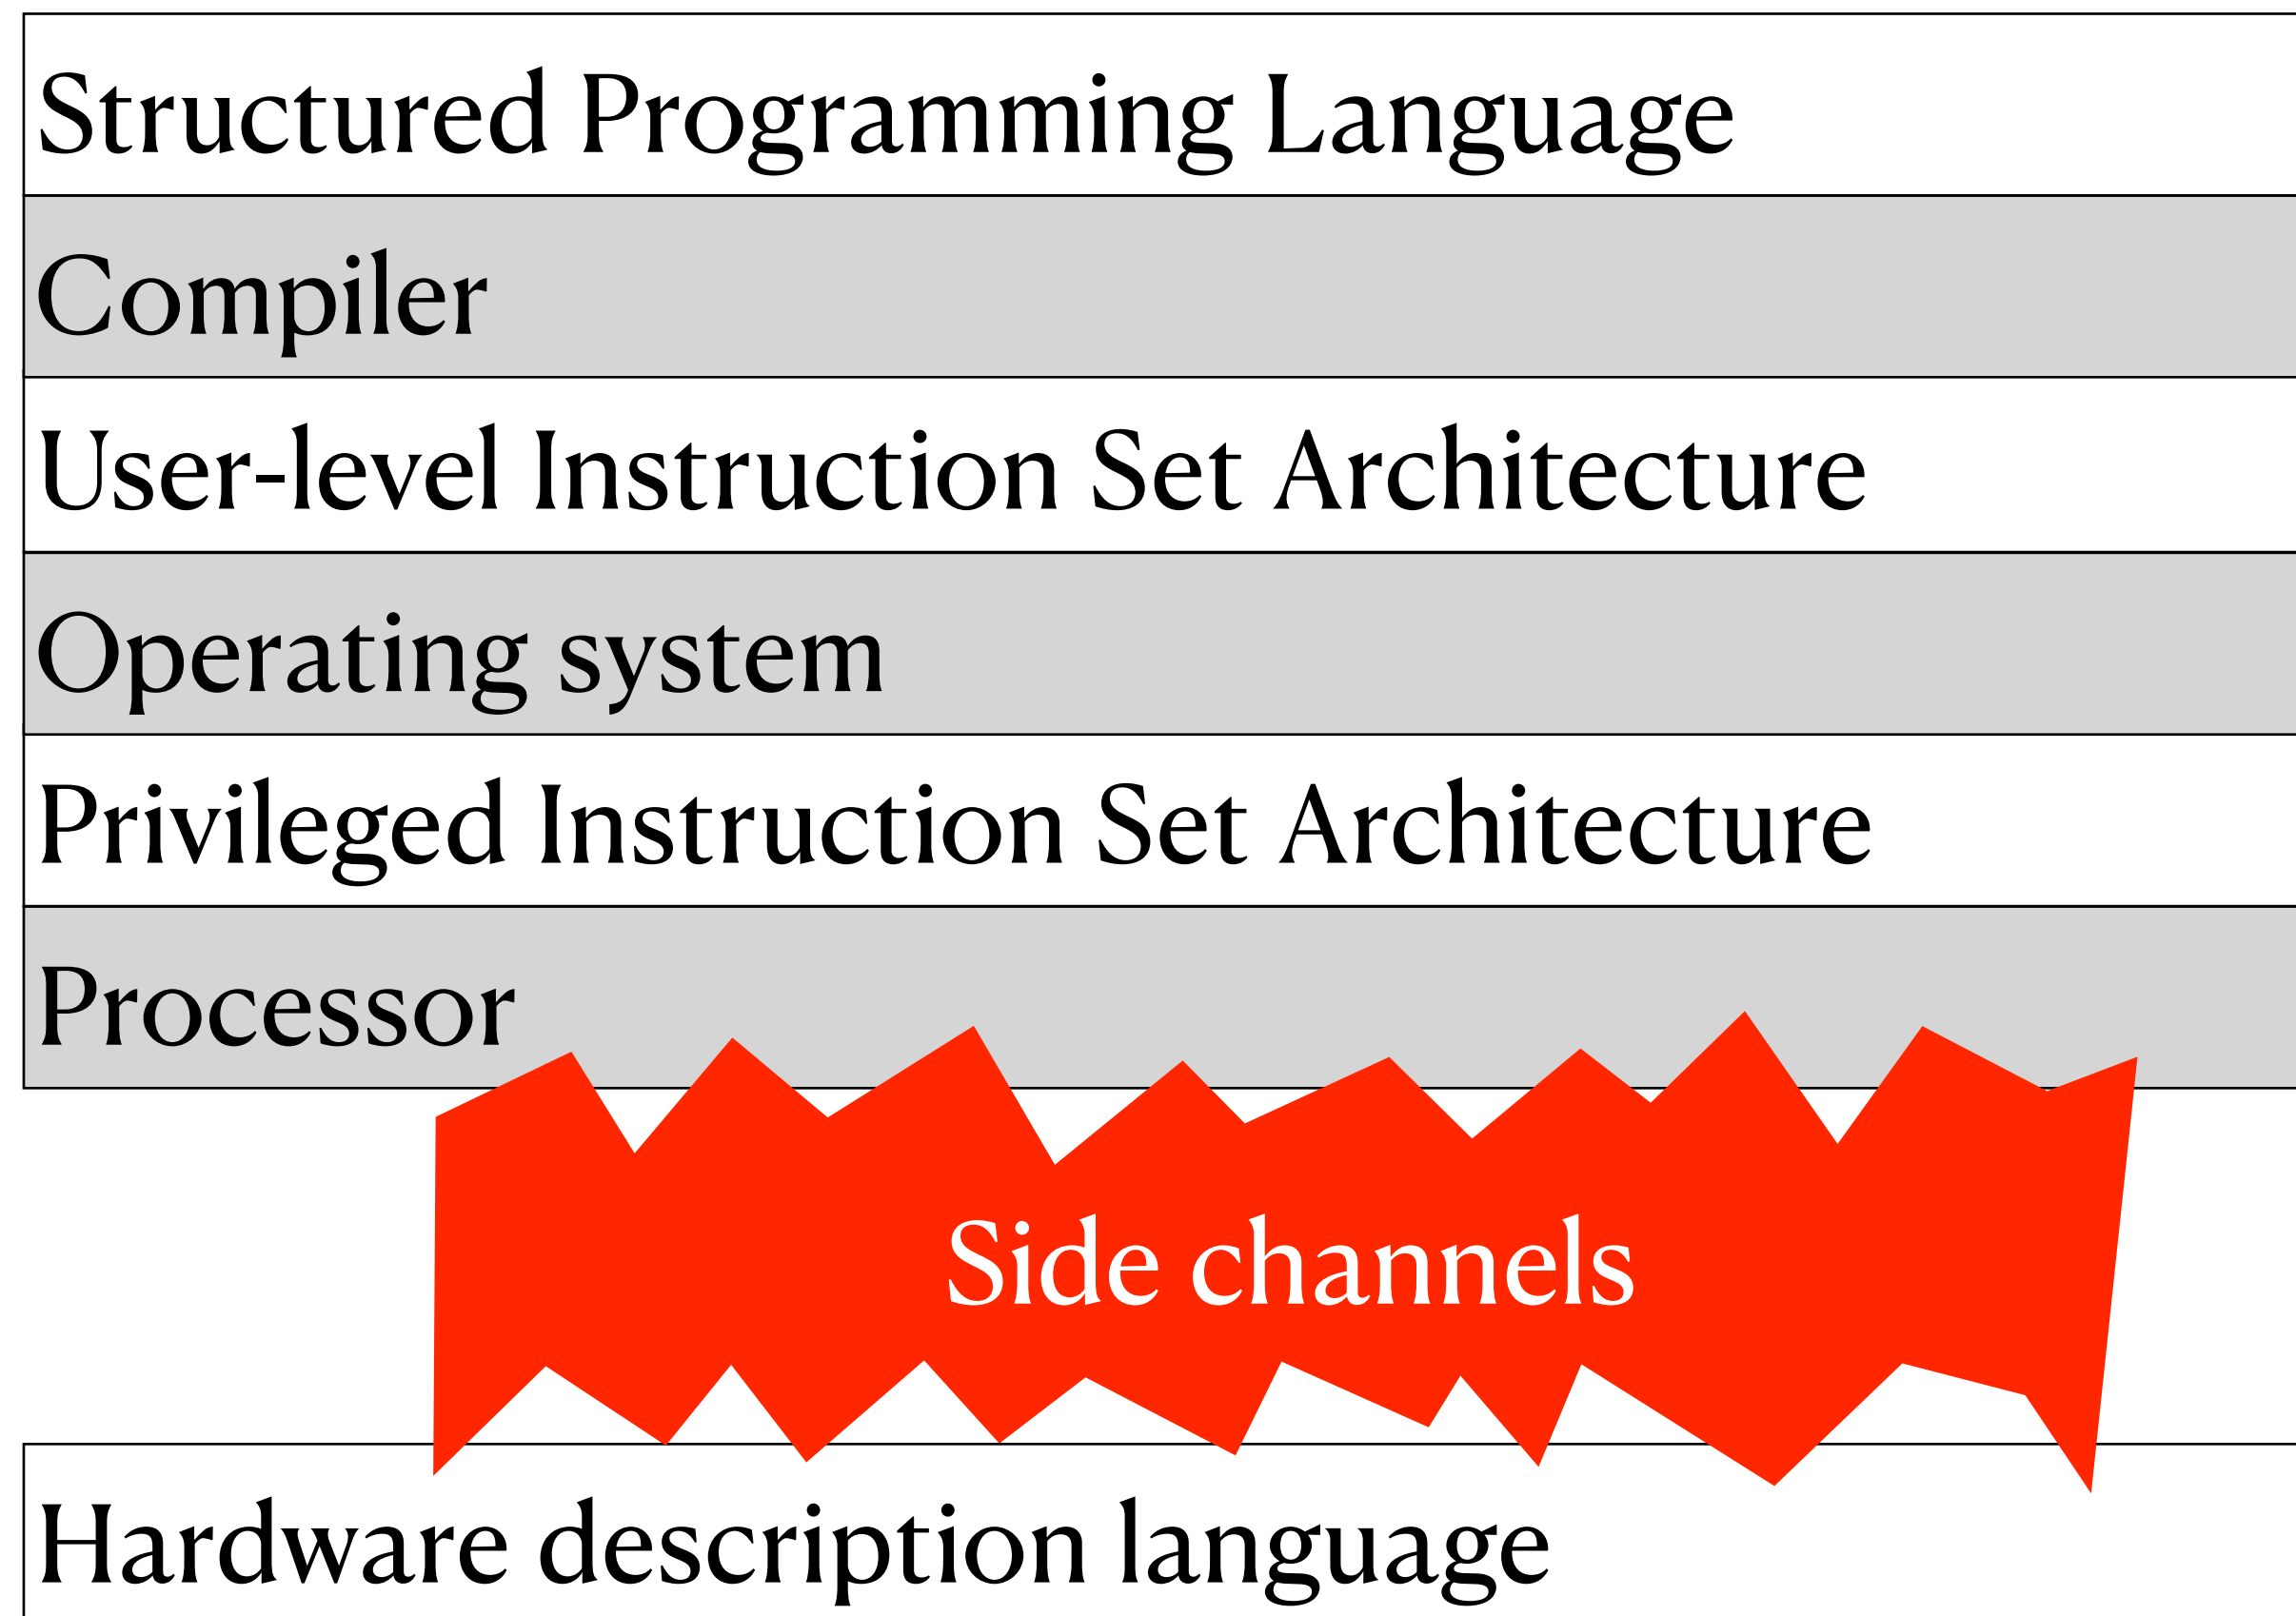 Structured Programming Language
Compiler
User-level Instruction Set Architecture
Operating system
Privileged Instruction Set Architecture
Processor
Side channels
Hardware description language